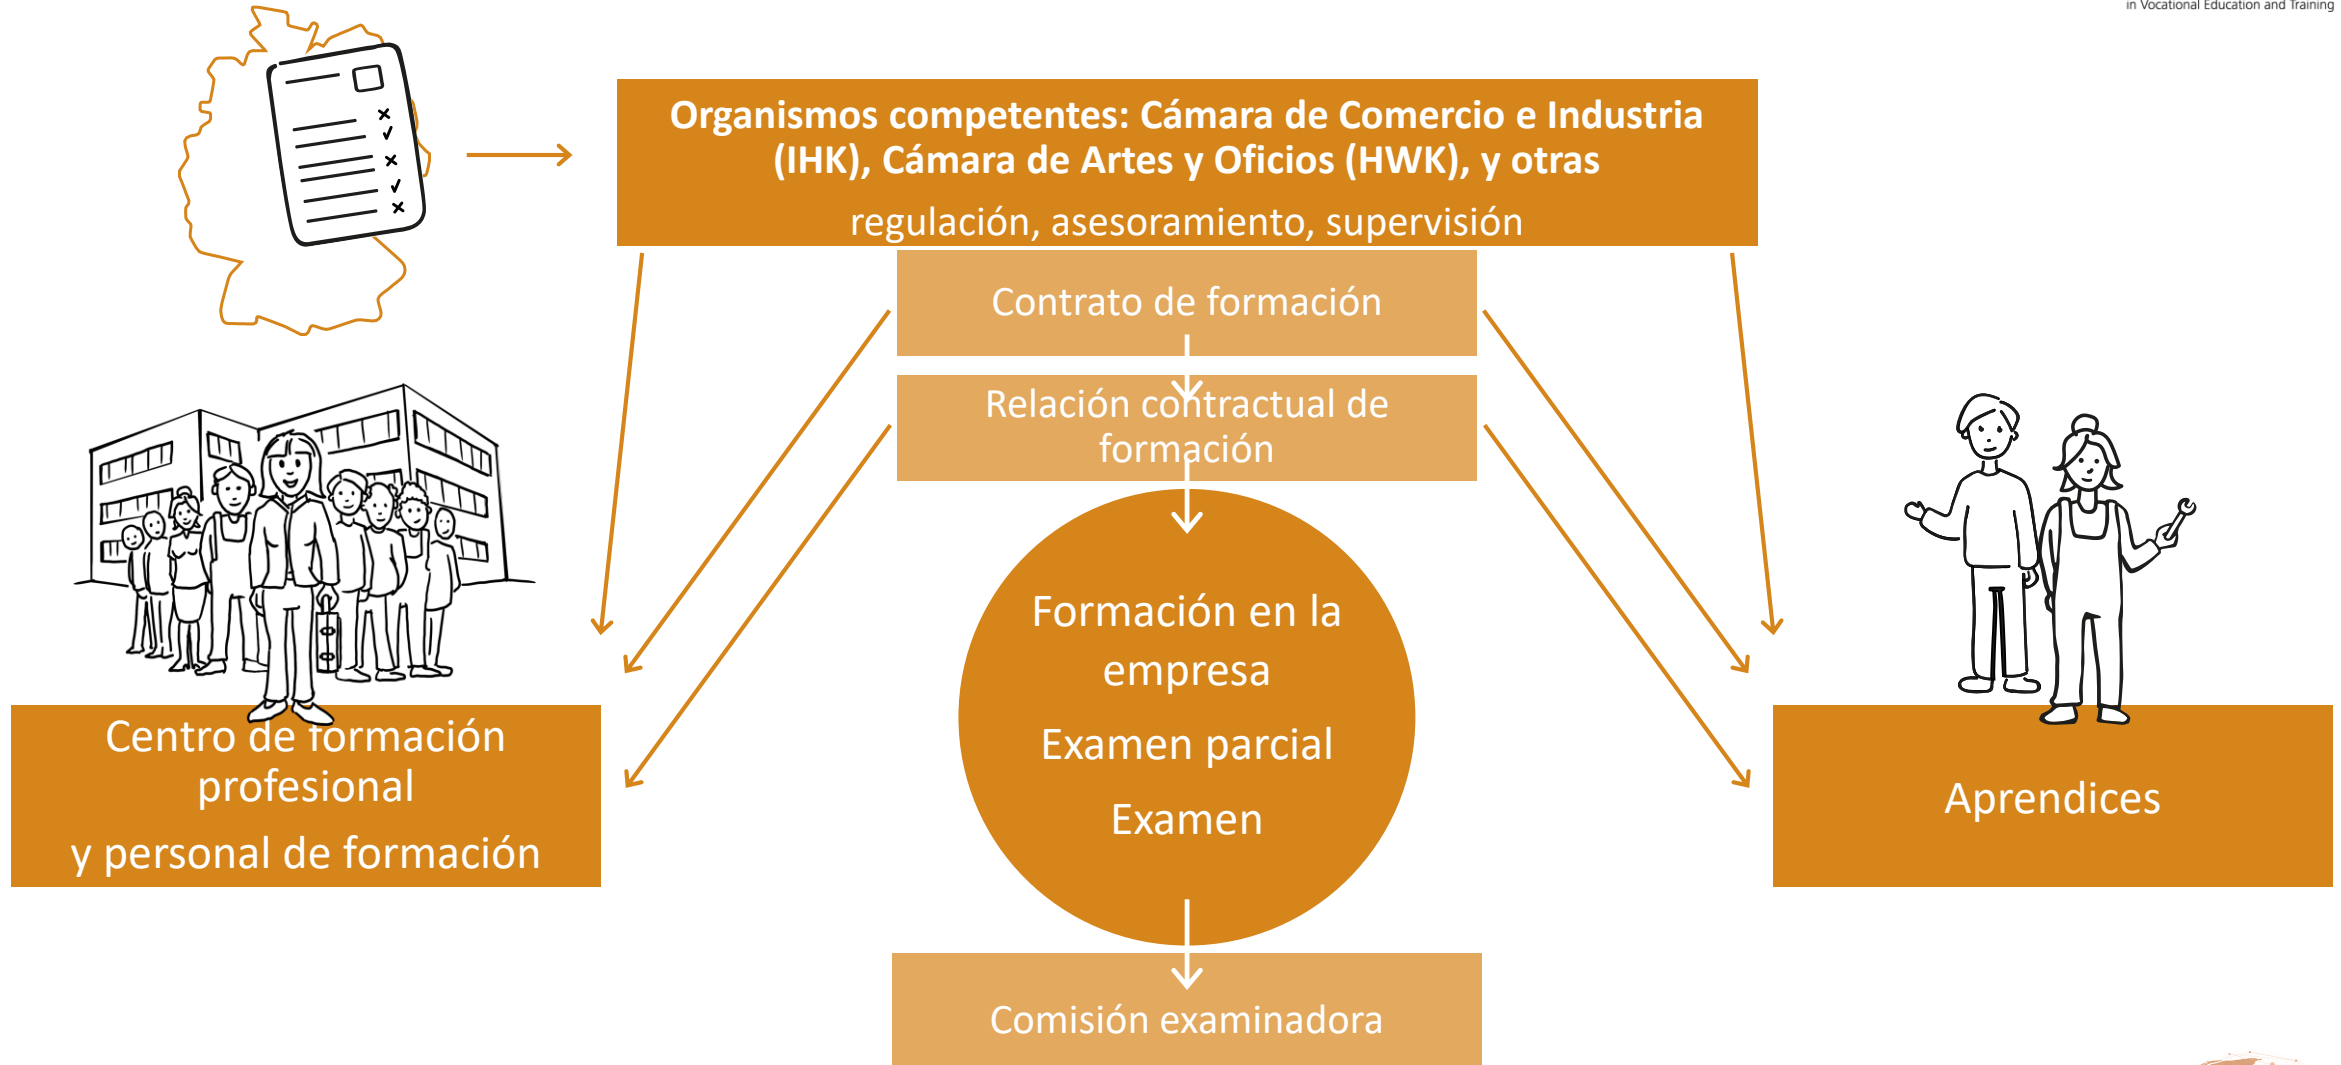 in Vocational Education and Training
Organismos competentes: Cámara de Comercio e Industria
(IHK), Cámara de Artes y Oficios (HWK), y otras
regulación, asesoramiento, supervisión
Contrato de formación
Relación contractual de
formación
Formación en la
empresa
Examen parcial
Examen
Centro de formación
profesional
y personal de formación
Aprendices
Comisión examinadora